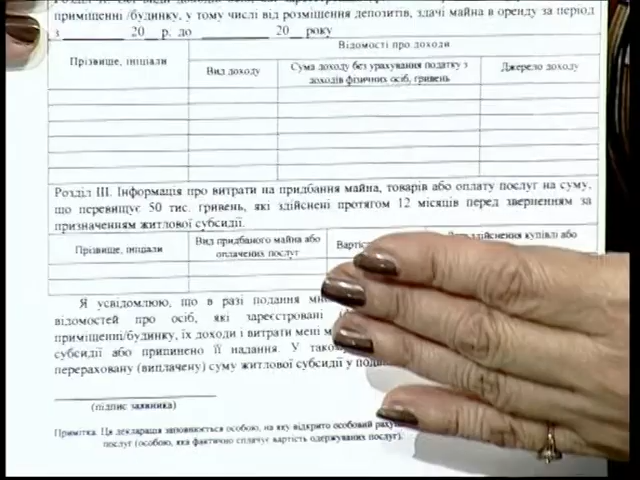 приміщенні /будинку, у тому числі від розміщення депозитів, здачі майна в оренду за період
з __________ 20__ р. до __________ 20__ року
Прізвище, ініціали
Відомості про доходи
Вид доходу
Сума доходу без урахування податку з
доходів фізичних осіб, гривень
Джерело доходу
Розділ III. Інформація про витрати на придбання майна, товарів або оплату послуг на суму,
що перевищує 50 тис. гривень, які здійснені протягом 12 місяців перед зверненням за
призначенням житлової субсидії.
Прізвище, ініціали
Вид придбаного майна або
оплачених послуг
здійснення купівлі або
Я усвідомлюю, що в разі подання
відомостей про осіб, які зареєстровані
приміщенні/будинку, їх доходи і витрати мені
субсидії або припинено її надання. У
перераховану (виплачену) суму житлової субсидії у
(підпис заявника)
Примітка. Ця декларація заповнюється особою, на яку відкрито особовий
послуг (особою, яка фактично сплачує вартість одержуваних послуг).